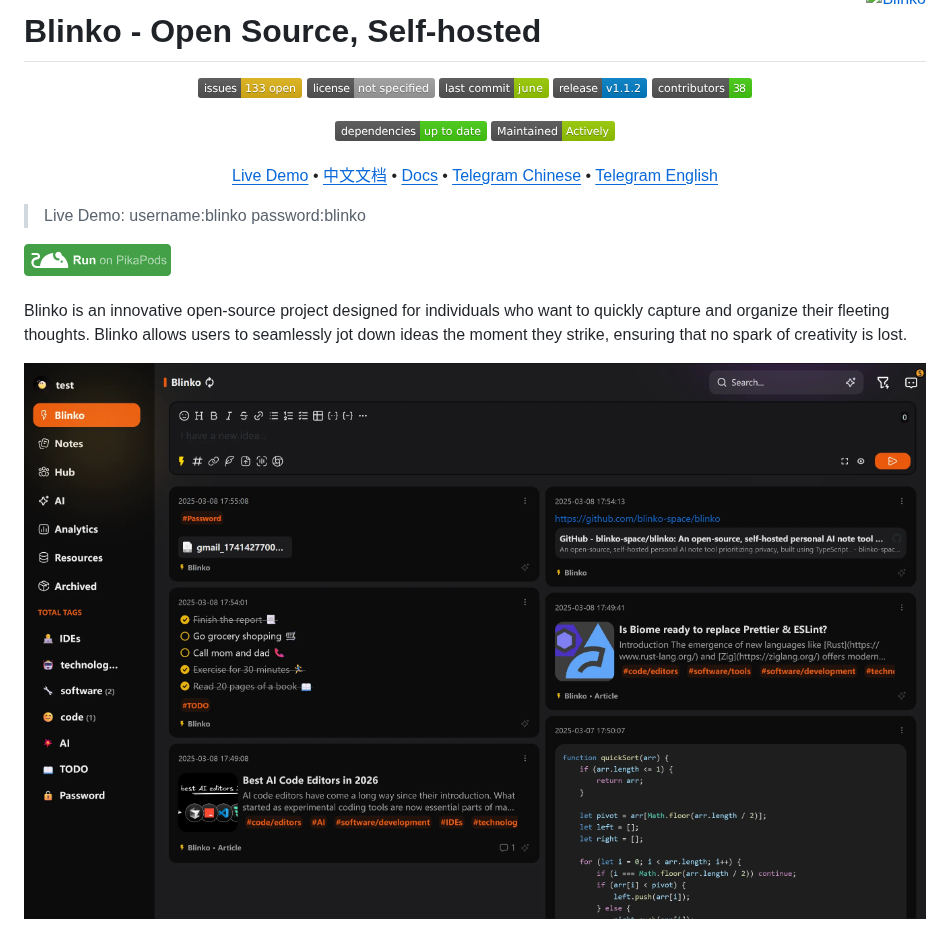 Blinko
Blinko - Open Source, Self-hosted
issues 133 open license not specified last commit june release v1.1.2 contributors 38
dependencies up to date Maintained Actively
Live Demo • 中文文档 • Docs • Telegram Chinese • Telegram English
Live Demo: username:blinko password:blinko
Run on PikaPods
Blinko is an innovative open-source project designed for individuals who want to quickly capture and organize their fleeting
thoughts. Blinko allows users to seamlessly jot down ideas the moment they strike, ensuring that no spark of creativity is lost.
test
Blinko
Notes
Hub
AI
Analytics
Resources
Archived
TOTAL TAGS
IDEs
technolog...
software (2)
code (1)
AI
TODO
Password
Blinko
Search...
5
0
I have a new idea...
2025-03-08 17:55:08
#Password
gmail_1741427700...
Blinko
2025-03-08 17:54:01
Finish the report
Go grocery shopping
Call mom and dad
Exercise for 30 minutes
Read 20 pages of a book
#TODO
Blinko
2025-03-08 17:49:08
best AI editors
Best AI Code Editors in 2026
AI code editors have come a long way since their introduction. What
started as experimental coding tools are now essential parts of ma...
#code/editors #AI #software/development #IDEs #technolog
Blinko • Article
1
2025-03-08 17:54:13
https://github.com/blinko-space/blinko
GitHub - blinko-space/blinko: An open-source, self-hosted personal AI note tool ...
An open-source, self-hosted personal AI note tool prioritizing privacy, built using TypeScript . - blinko-spac...
Blinko
2025-03-08 17:49:41
Is Biome ready to replace Prettier & ESLint?
Introduction The emergence of new languages like [Rust](https://
www.rust-lang.org/) and [Zig](https://ziglang.org/) offers modern...
#code/editors #software/tools #software/development #techn
Blinko • Article
2025-03-07 17:50:07
function quickSort(arr) {
if (arr.length <= 1) {
return arr;
}
let pivot = arr[Math.floor(arr.length / 2)];
let left = [];
let right = [];
for (let i = 0; i < arr.length; i++) {
if (i === Math.floor(arr.length / 2)) continue;
if (arr[i] < pivot) {
left.push(arr[i]);
} else {
right.push(arr[i]);